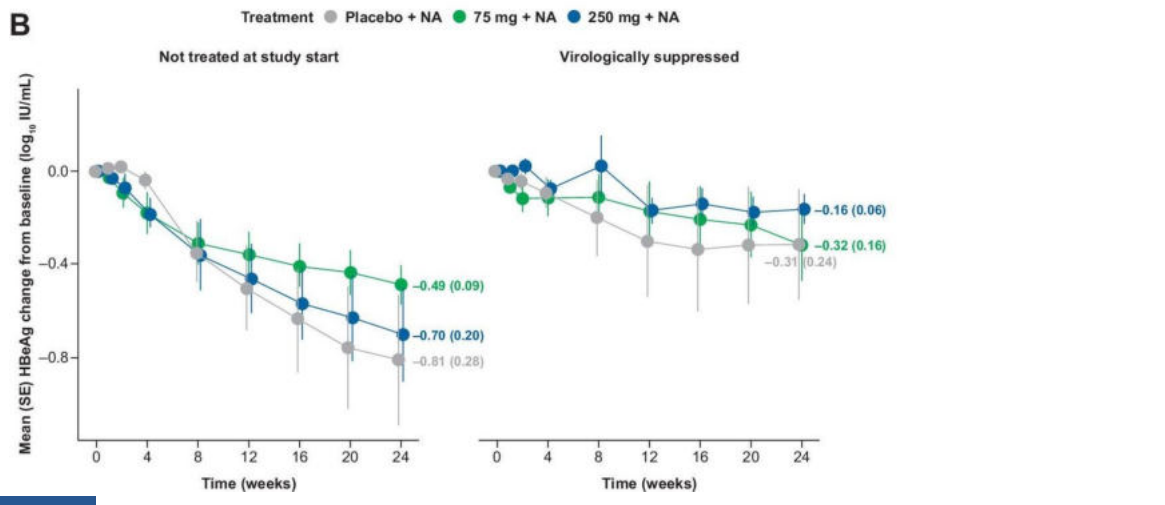 B
Treatment Placebo + NA 75 mg + NA 250 mg + NA
Not treated at study start
Virologically suppressed
Mean (SE) HBeAg change from baseline (log₁₀ IU/mL)
0.0
–0.4
–0.8
–0.49 (0.09)
–0.70 (0.20)
–0.81 (0.28)
–0.16 (0.06)
–0.32 (0.16)
–0.31 (0.24)
0 4 8 12 16 20 24
0 4 8 12 16 20 24
Time (weeks)
Time (weeks)